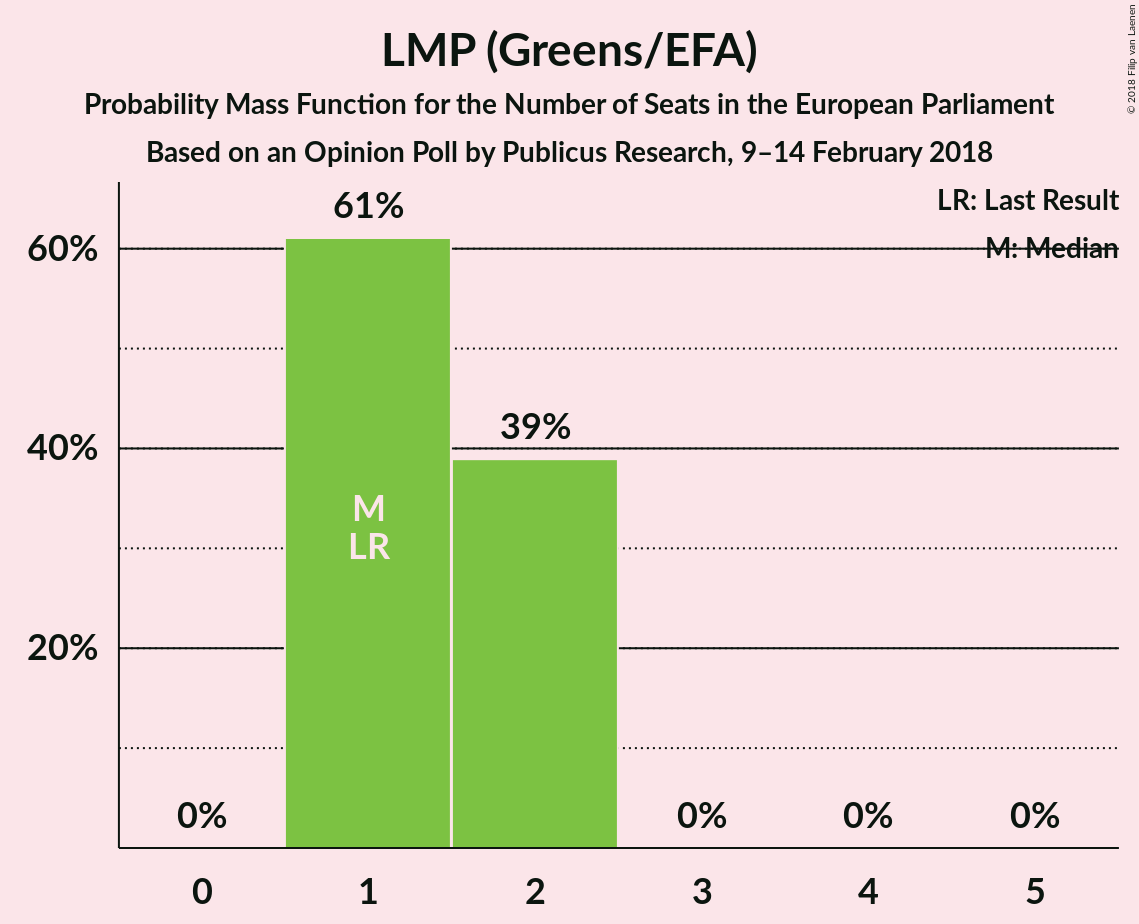 LMP (Greens/EFA)
Probability Mass Function for the Number of Seats in the European Parliament
Based on an Opinion Poll by Publicus Research, 9–14 February 2018
© 2018 Filip van Laenen
LR: Last Result
M: Median
61%
60%
39%
40%
M
LR
20%
0%
0%
0%
0%
0
1
2
3
4
5